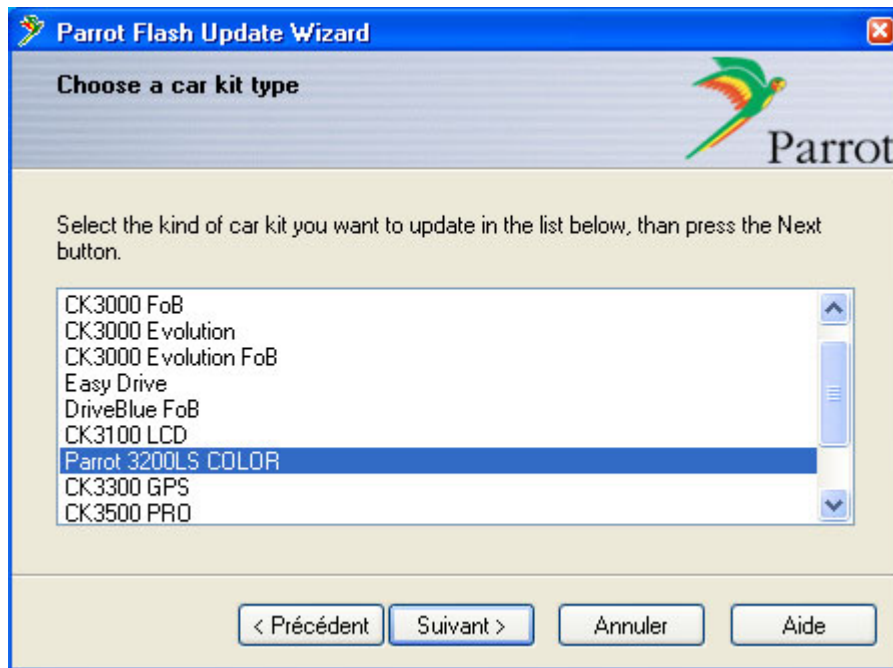 Parrot Flash Update Wizard
Choose a car kit type
Parrot
Select the kind of car kit you want to update in the list below, than press the Next
button.
CK3000 FoB
CK3000 Evolution
CK3000 Evolution FoB
Easy Drive
DriveBlue FoB
CK3100 LCD
Parrot 3200LS COLOR
CK3300 GPS
CK3500 PRO
< Précédent Suivant > Annuler Aide